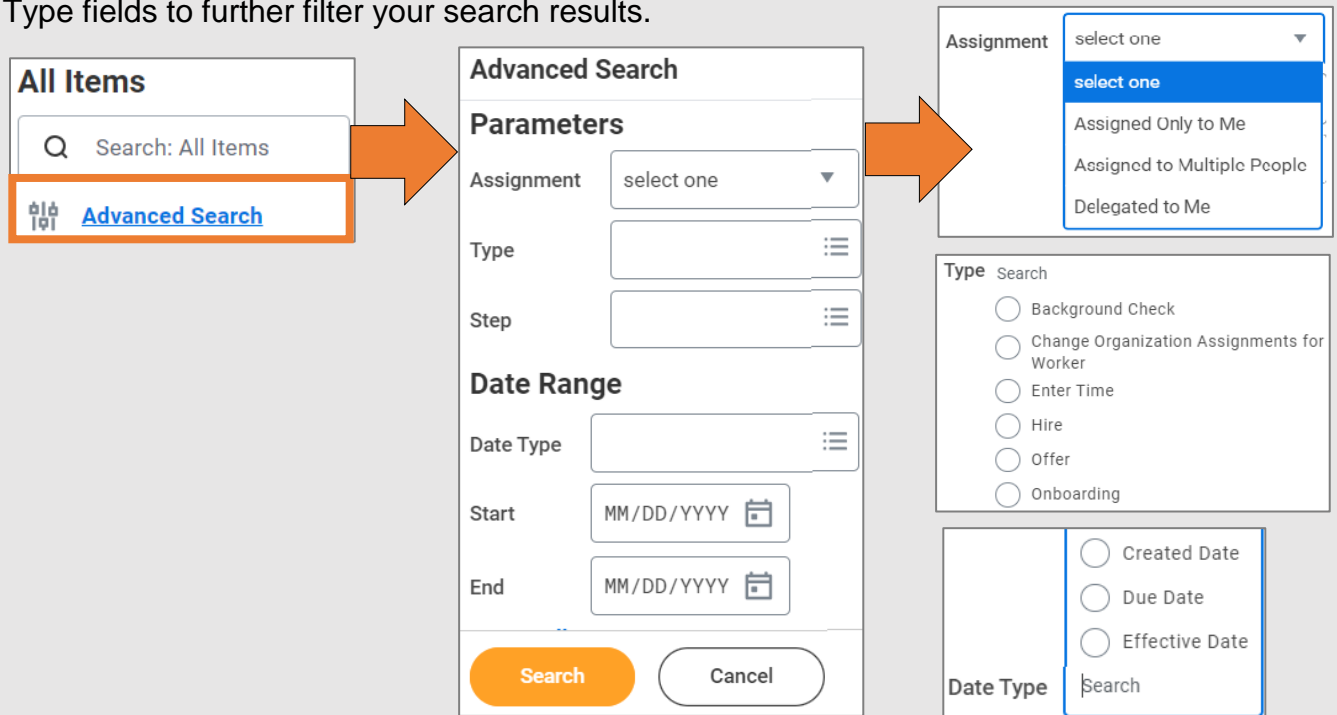 Type fields to further filter your search results.
All Items
Search: All Items
Advanced Search
Advanced Search
Parameters
Assignment select one
Type
Step
Date Range
Date Type
Start MM/DD/YYYY
End MM/DD/YYYY
Search Cancel
Assignment select one
select one
Assigned Only to Me
Assigned to Multiple People
Delegated to Me
Type Search
Background Check
Change Organization Assignments for
Worker
Enter Time
Hire
Offer
Onboarding
Created Date
Due Date
Effective Date
Date Type Search